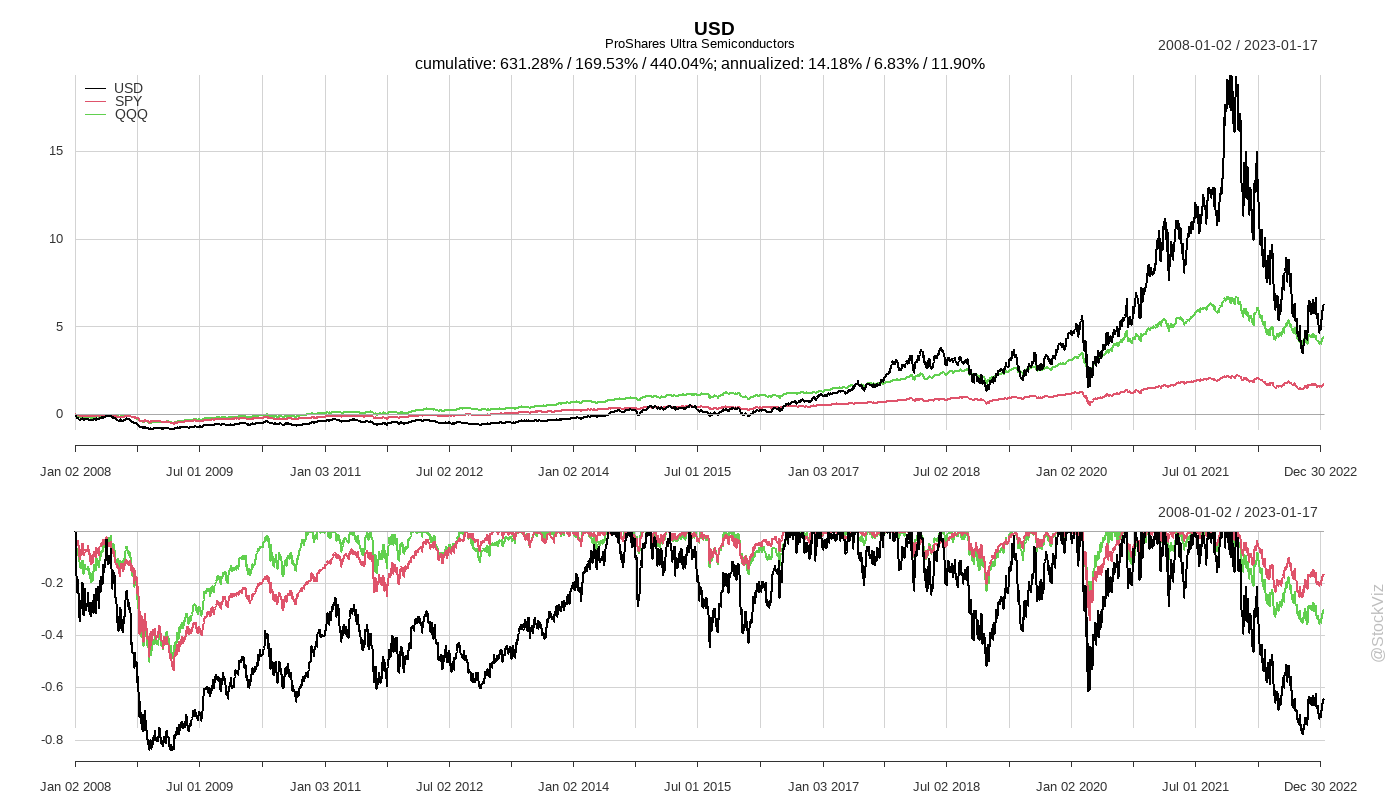 USD
ProShares Ultra Semiconductors
2008-01-02 / 2023-01-17
cumulative: 631.28% / 169.53% / 440.04%; annualized: 14.18% / 6.83% / 11.90%
USD
SPY
QQQ
15
10
5
0
Jan 02 2008 Jul 01 2009 Jan 03 2011 Jul 02 2012 Jan 02 2014 Jul 01 2015 Jan 03 2017 Jul 02 2018 Jan 02 2020 Jul 01 2021 Dec 30 2022
2008-01-02 / 2023-01-17
-0.2
-0.4
-0.6
-0.8
Jan 02 2008 Jul 01 2009 Jan 03 2011 Jul 02 2012 Jan 02 2014 Jul 01 2015 Jan 03 2017 Jul 02 2018 Jan 02 2020 Jul 01 2021 Dec 30 2022
@StockViz